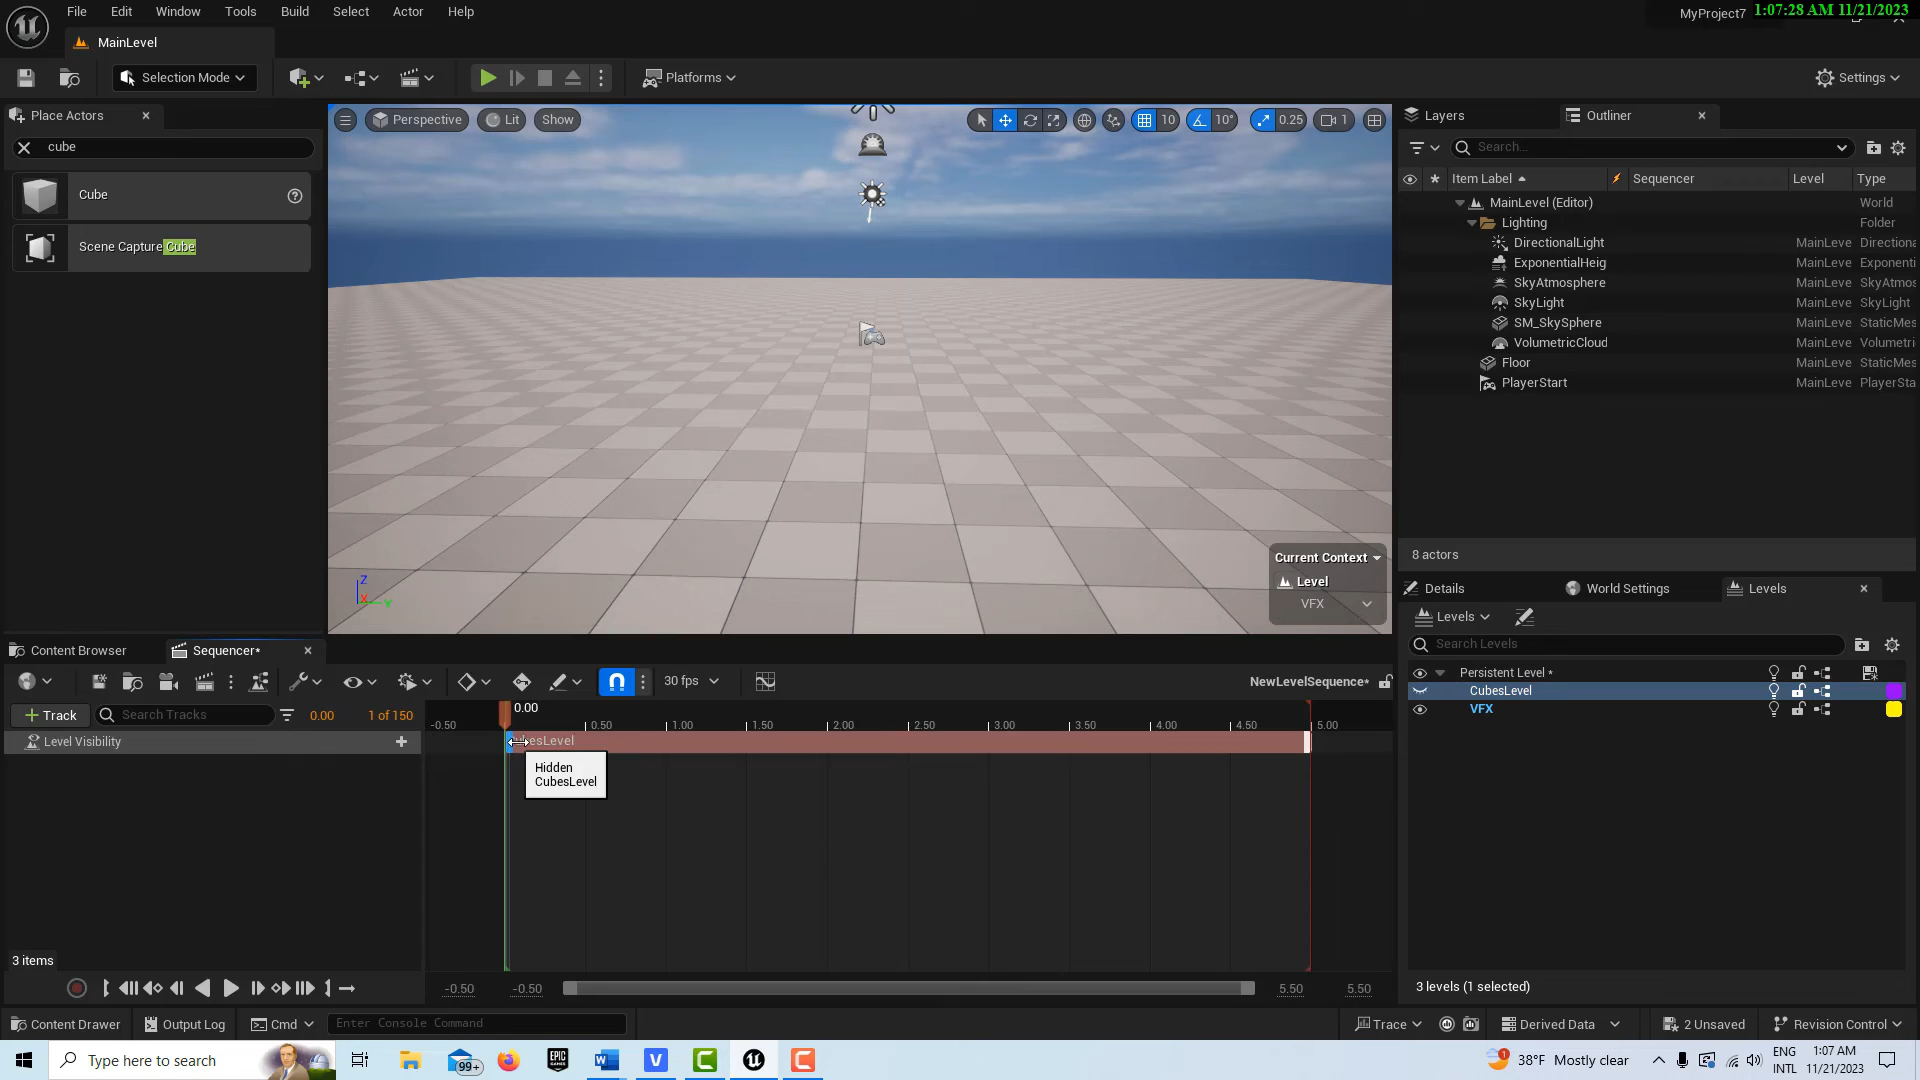 File Edit Window Tools Build Select Actor Help
MyProject7
1:07:28 AM 11/21/2023
MainLevel
Selection Mode
Platforms
Settings
Place Actors
cube
Cube
Scene Capture Cube
Perspective
Lit
Show
10
10°
0.25
1
Current Context
Level
VFX
Layers
Outliner
Search...
Item Label
Sequencer
Level
Type
MainLevel (Editor)
World
Lighting
Folder
DirectionalLight MainLeve Directiona
ExponentialHeig MainLeve Exponenti
SkyAtmosphere MainLeve SkyAtmos
SkyLight MainLeve SkyLight
SM_SkySphere MainLeve StaticMes
VolumetricCloud MainLeve Volumetri
Floor MainLeve StaticMes
PlayerStart MainLeve PlayerSta
8 actors
Details
World Settings
Levels
Levels
Search Levels
Persistent Level *
CubesLevel
VFX
3 levels (1 selected)
Content Browser
Sequencer*
30 fps
NewLevelSequence*
Track
Search Tracks
0.00
1 of 150
0.00
-0.50 0.50 1.00 1.50 2.00 2.50 3.00 3.50 4.00 4.50 5.00
Level Visibility
besLevel
Hidden
CubesLevel
3 items
-0.50 -0.50 5.50 5.50
Content Drawer
Output Log
Cmd
Enter Console Command
Trace
Derived Data
2 Unsaved
Revision Control
Type here to search
99+
EPIC
GAMES
1
38°F Mostly clear
ENG
INTL
1:07 AM
11/21/2023